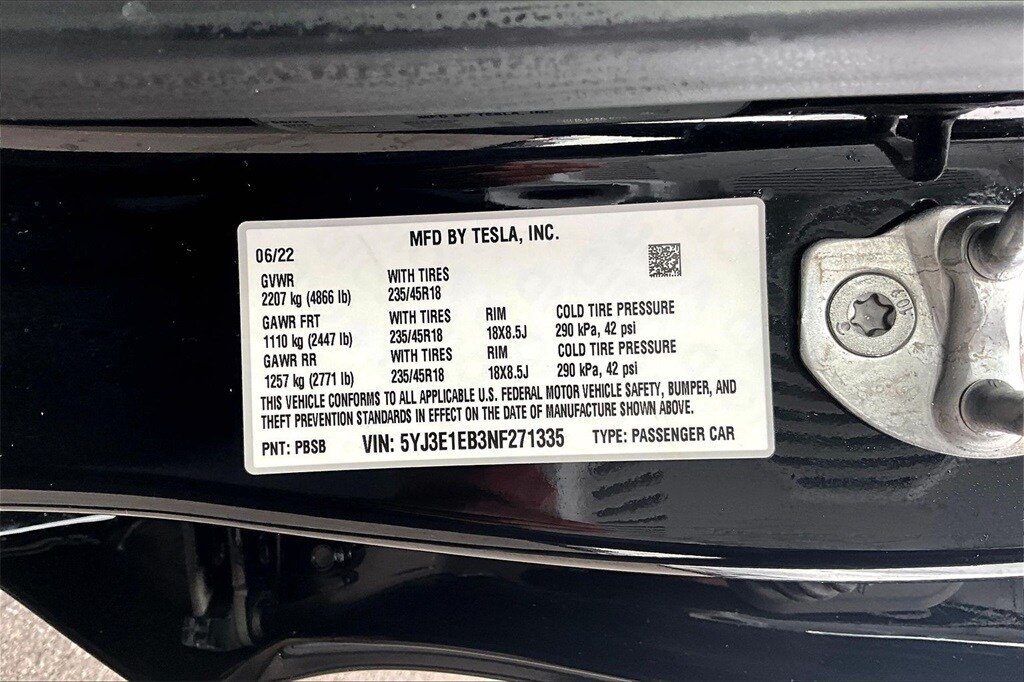 MFD BY TESLA, INC.
06/22
GVWR WITH TIRES
2207 kg (4866 lb) 235/45R18
GAWR FRT WITH TIRES RIM COLD TIRE PRESSURE
1110 kg (2447 lb) 235/45R18 18X8.5J 290 kPa, 42 psi
GAWR RR WITH TIRES RIM COLD TIRE PRESSURE
1257 kg (2771 lb) 235/45R18 18X8.5J 290 kPa, 42 psi
THIS VEHICLE CONFORMS TO ALL APPLICABLE U.S. FEDERAL MOTOR VEHICLE SAFETY, BUMPER, AND
THEFT PREVENTION STANDARDS IN EFFECT ON THE DATE OF MANUFACTURE SHOWN ABOVE.
PNT: PBSB VIN: 5YJ3E1EB3NF271335 TYPE: PASSENGER CAR
10.9